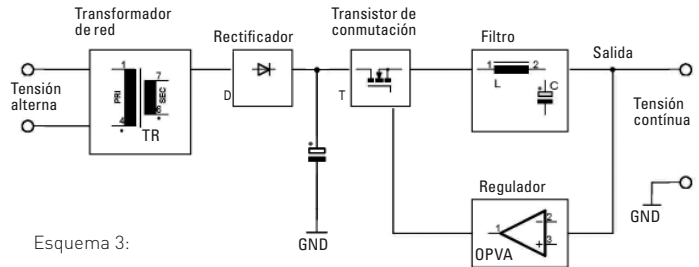 Transformador
de red
Rectificador
Transistor de
conmutación
Filtro
Salida
Tensión
alterna
1
4
PRI
SEC
7
6
TR
D
T
1
2
L
C
Tensión
contínua
GND
GND
Regulador
1
2
3
OPVA
Esquema 3: